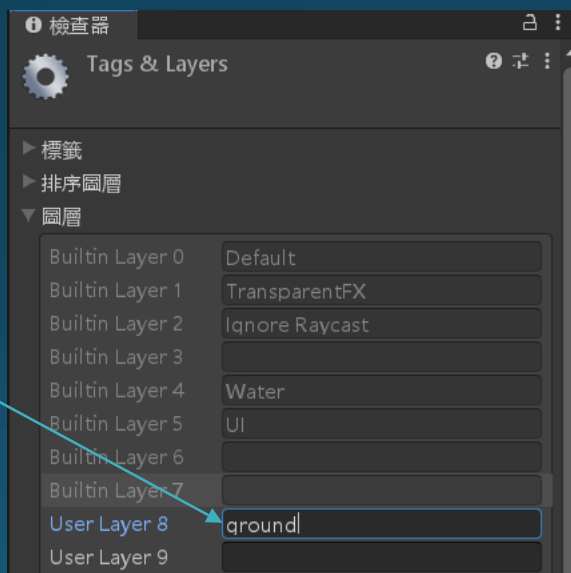 檢查器
Tags & Layers
標籤
排序圖層
圖層
Builtin Layer 0 Default
Builtin Layer 1 TransparentFX
Builtin Layer 2 Ignore Raycast
Builtin Layer 3
Builtin Layer 4 Water
Builtin Layer 5 UI
Builtin Layer 6
Builtin Layer 7
User Layer 8 ground
User Layer 9